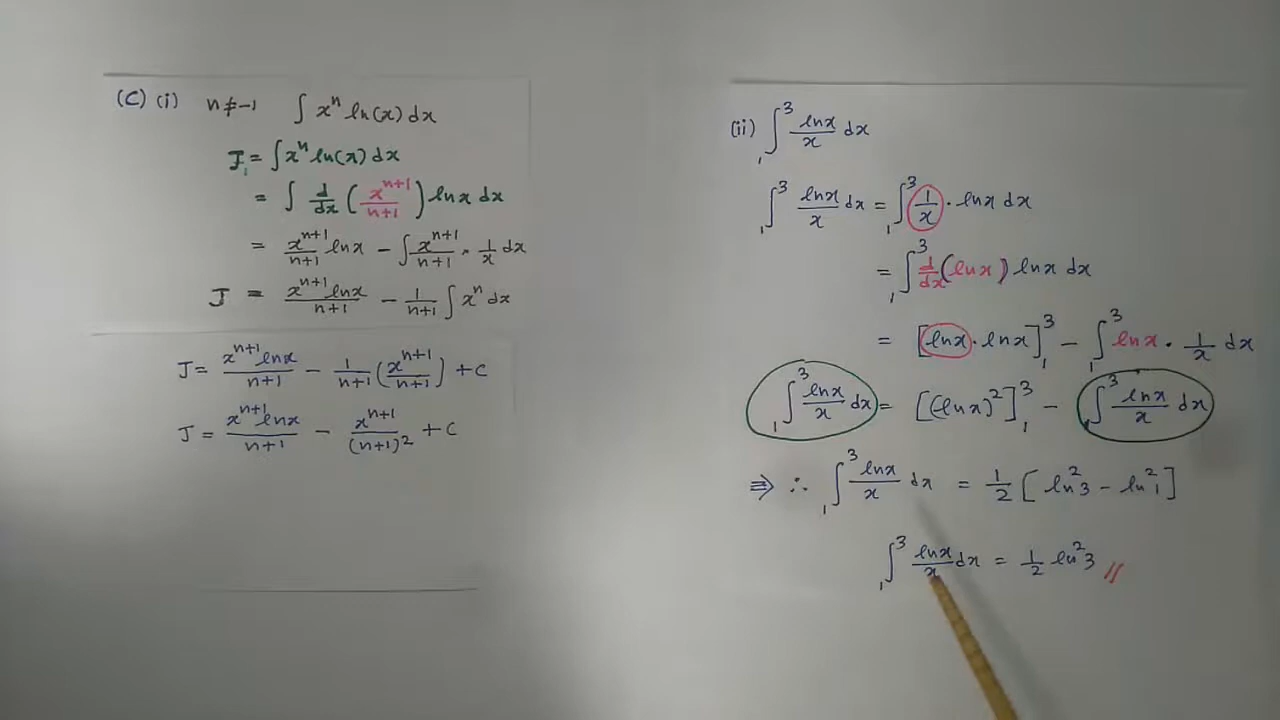 (C) (i) n ≠ -1 ∫ xⁿ ln(x) dx
J = ∫ xⁿ ln(x) dx
= ∫ d/dx (xⁿ⁺¹/n+1) ln x dx
= xⁿ⁺¹/n+1 ln x − ∫ xⁿ⁺¹/n+1 · 1/x dx
J = xⁿ⁺¹ ln x/n+1 − 1/n+1 ∫ xⁿ dx
J = xⁿ⁺¹ ln x/n+1 − 1/n+1 (xⁿ⁺¹/n+1) + C
J = xⁿ⁺¹ ln x/n+1 − xⁿ⁺¹/(n+1)² + C
(ii) ∫₁³ ln x/x dx
∫₁³ ln x/x dx = ∫₁³ 1/x · ln x dx
= ∫₁³ d/dx (ln x) ln x dx
= [ln x · ln x]₁³ − ∫₁³ ln x · 1/x dx
∫₁³ ln x/x dx = [(ln x)²]₁³ − ∫₁³ ln x/x dx
⇒ ∴ ∫₁³ ln x/x dx = 1/2 [ln²3 − ln²1]
∫₁³ ln x/x dx = 1/2 ln²3 //